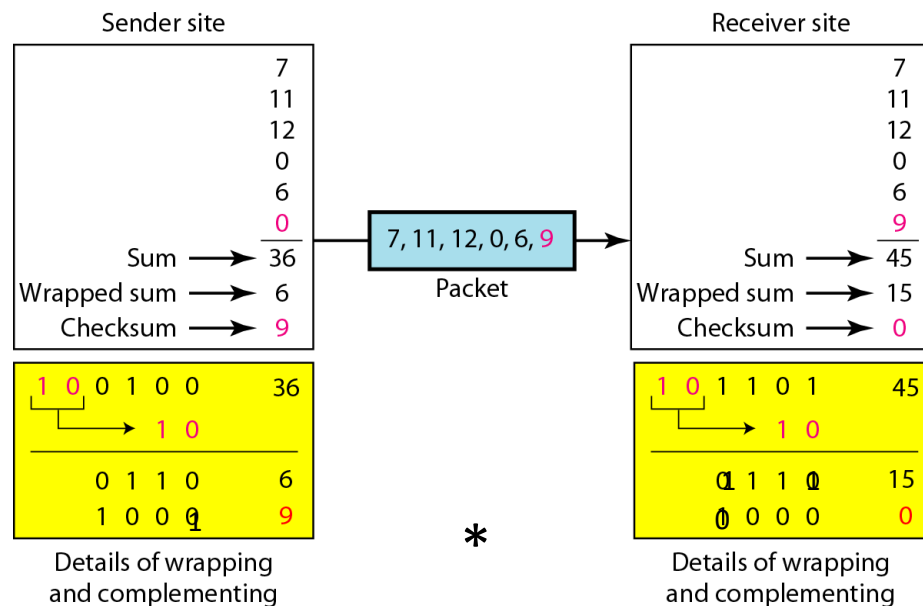 Sender site
7
11
12
0
6
0
Sum 36
Wrapped sum 6
Checksum 9
1 0 0 1 0 0 36
1 0
0 1 1 0 6
1 0 0 9
Details of wrapping
and complementing
7, 11, 12, 0, 6, 9
Packet
*
Receiver site
7
11
12
0
6
9
Sum 45
Wrapped sum 15
Checksum 0
1 0 1 1 0 1 45
1 0
1 1 15
0 0 0 0
Details of wrapping
and complementing